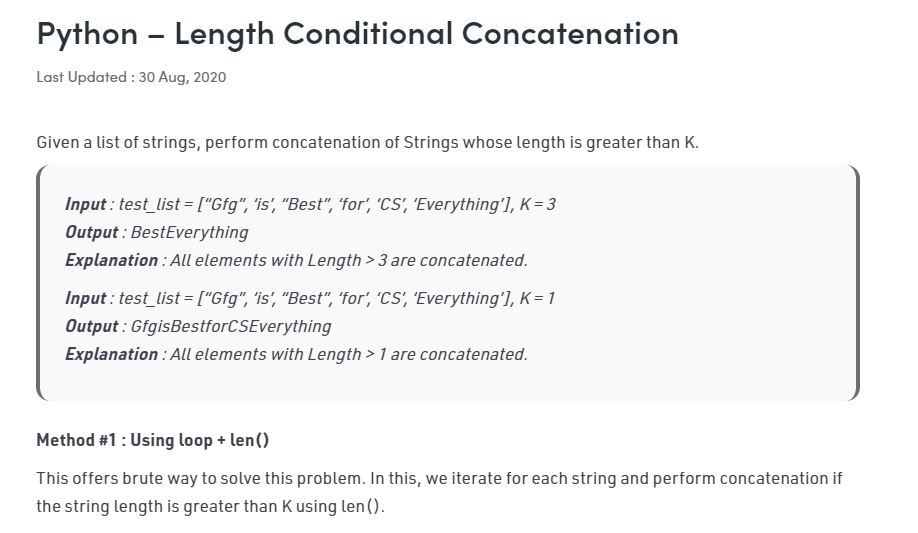 Python – Length Conditional Concatenation
Last Updated : 30 Aug, 2020
Given a list of strings, perform concatenation of Strings whose length is greater than K.
Input : test_list = [“Gfg”, ‘is’, “Best”, ‘for’, ‘CS’, ‘Everything’], K = 3
Output : BestEverything
Explanation : All elements with Length > 3 are concatenated.
Input : test_list = [“Gfg”, ‘is’, “Best”, ‘for’, ‘CS’, ‘Everything’], K = 1
Output : GfgisBestforCSEverything
Explanation : All elements with Length > 1 are concatenated.
Method #1 : Using loop + len()
This offers brute way to solve this problem. In this, we iterate for each string and perform concatenation if
the string length is greater than K using len().